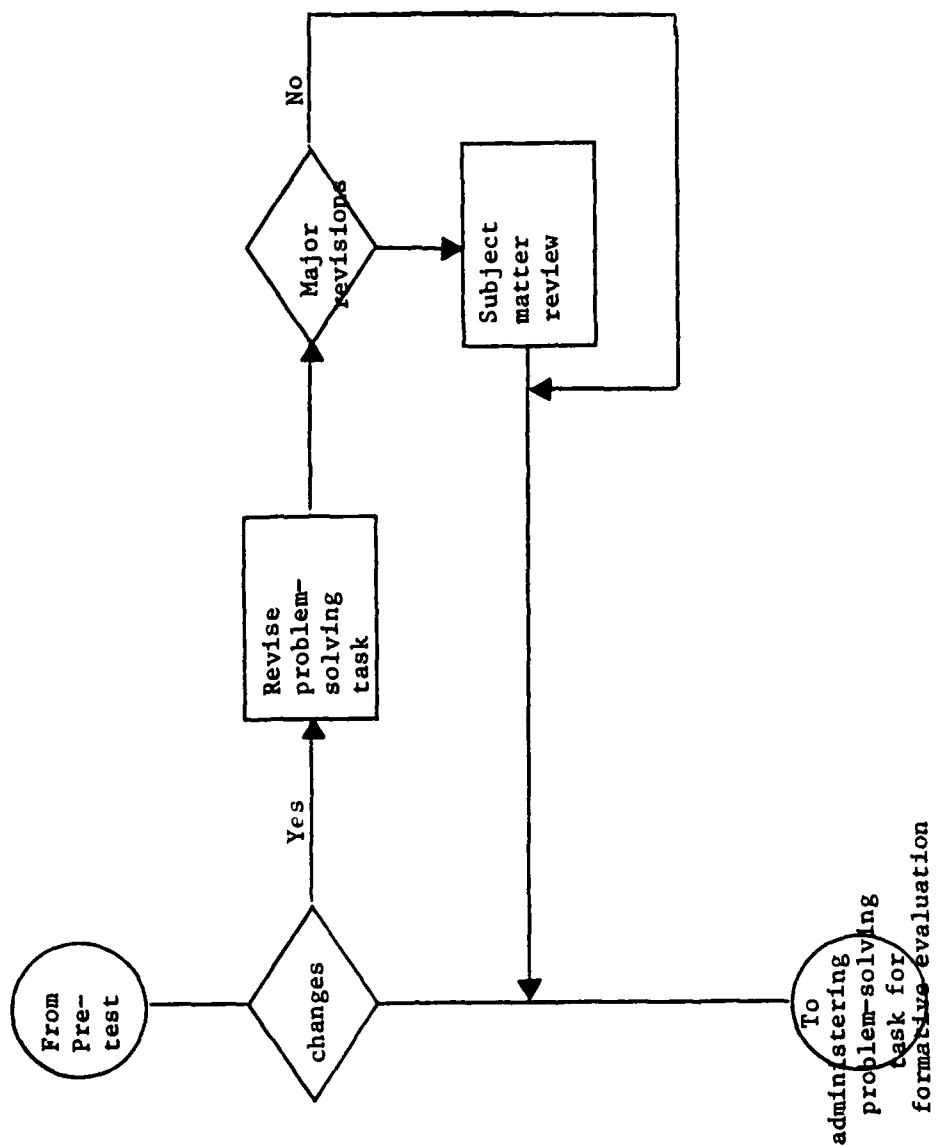 From
Pre-
test
changes
Yes
Revise
problem-
solving
task
Major
revisions
No
Subject
matter
review
To
administering
problem-solving
task for
formative evaluation